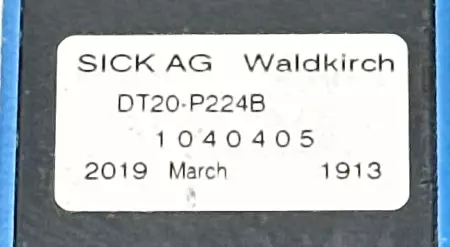 SICK AG Waldkirch
DT20-P224B
1040405
2019 March 1913